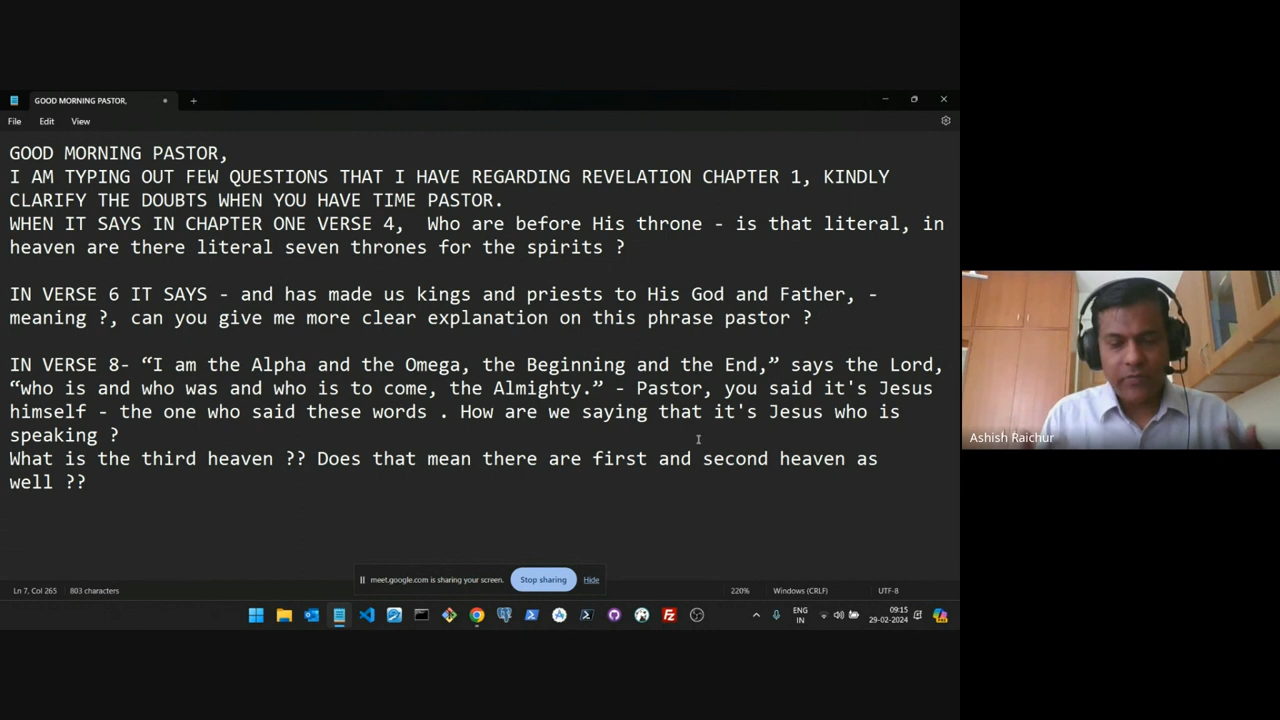 GOOD MORNING PASTOR,
File Edit View
GOOD MORNING PASTOR,
I AM TYPING OUT FEW QUESTIONS THAT I HAVE REGARDING REVELATION CHAPTER 1, KINDLY
CLARIFY THE DOUBTS WHEN YOU HAVE TIME PASTOR.
WHEN IT SAYS IN CHAPTER ONE VERSE 4,  Who are before His throne - is that literal, in
heaven are there literal seven thrones for the spirits ?
IN VERSE 6 IT SAYS - and has made us kings and priests to His God and Father, -
meaning ?, can you give me more clear explanation on this phrase pastor ?
IN VERSE 8- “I am the Alpha and the Omega, the Beginning and the End,” says the Lord,
“who is and who was and who is to come, the Almighty.” - Pastor, you said it's Jesus
himself - the one who said these words . How are we saying that it's Jesus who is
speaking ?
What is the third heaven ?? Does that mean there are first and second heaven as
well ??
Ashish Raichur
meet.google.com is sharing your screen. Stop sharing Hide
Ln 7, Col 265 803 characters 220% Windows (CRLF) UTF-8
ENG 09:15
IN 29-02-2024